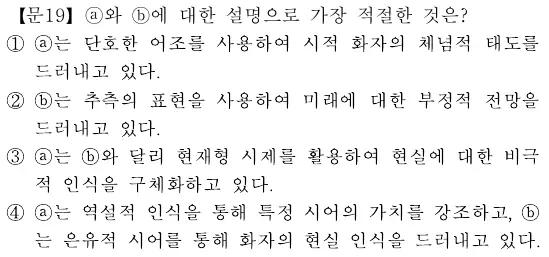 【문19】 ⓐ와 ⓑ에 대한 설명으로 가장 적절한 것은?
① ⓐ는 단호한 어조를 사용하여 시적 화자의 체념적 태도를
드러내고 있다.
② ⓑ는 추측의 표현을 사용하여 미래에 대한 부정적 전망을
드러내고 있다.
③ ⓐ는 ⓑ와 달리 현재형 시제를 활용하여 현실에 대한 비극
적 인식을 구체화하고 있다.
④ ⓐ는 역설적 인식을 통해 특정 시어의 가치를 강조하고, ⓑ
는 은유적 시어를 통해 화자의 현실 인식을 드러내고 있다.